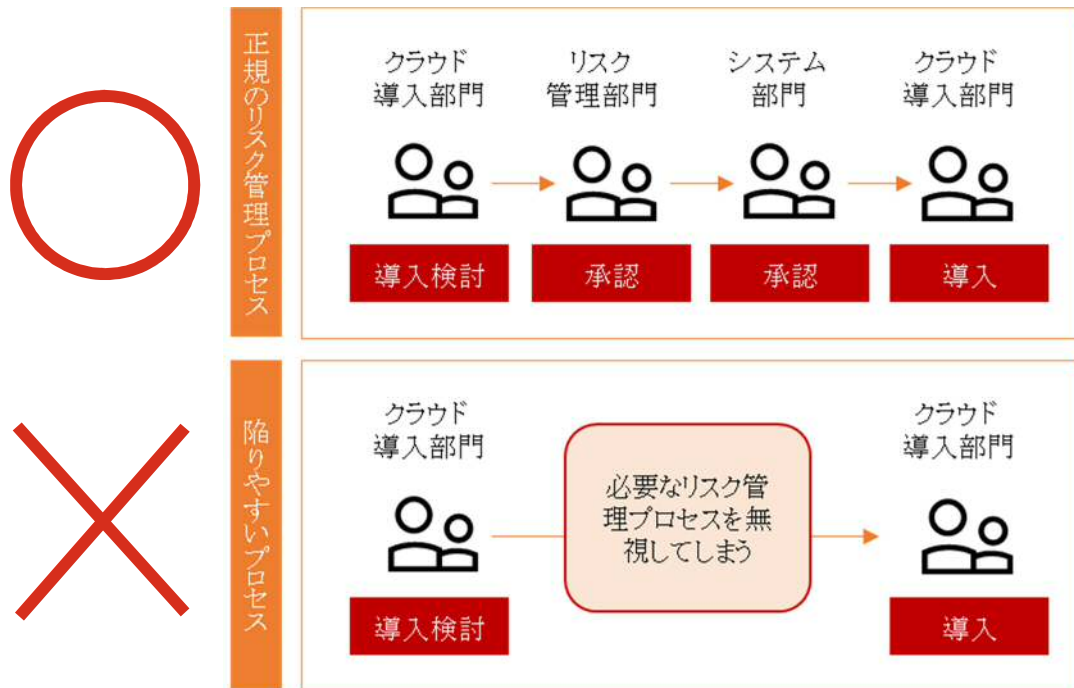 正規のリスク管理プロセス
クラウド
導入部門
リスク
管理部門
システム
部門
クラウド
導入部門
導入検討
承認
承認
導入
陥りやすいプロセス
クラウド
導入部門
必要なリスク管
理プロセスを無
視してしまう
クラウド
導入部門
導入検討
導入